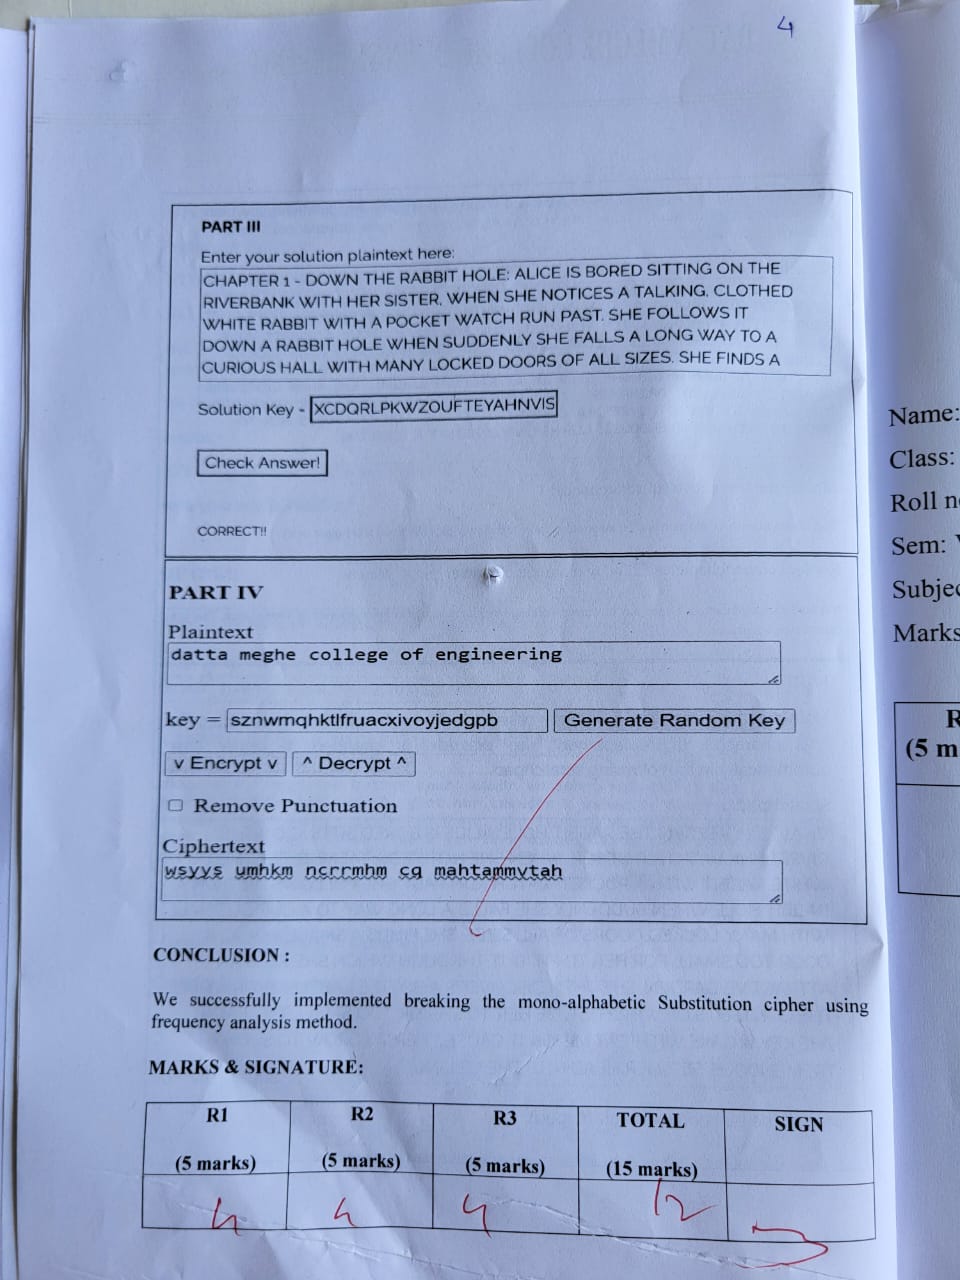 4
PART III
Enter your solution plaintext here:
CHAPTER 1 - DOWN THE RABBIT HOLE: ALICE IS BORED SITTING ON THE
RIVERBANK WITH HER SISTER, WHEN SHE NOTICES A TALKING, CLOTHED
WHITE RABBIT WITH A POCKET WATCH RUN PAST. SHE FOLLOWS IT
DOWN A RABBIT HOLE WHEN SUDDENLY SHE FALLS A LONG WAY TO A
CURIOUS HALL WITH MANY LOCKED DOORS OF ALL SIZES. SHE FINDS A
Solution Key - XCDQRLPKWZOUFTEYAHNVIS
Check Answer!
CORRECT!!
PART IV
Plaintext
datta meghe college of engineering
key = sznwmqhktlfruacxivoyjedgpb Generate Random Key
v Encrypt v ^ Decrypt ^
Remove Punctuation
Ciphertext
wsyys umhkm ncrrmhm cq mahtammvtah
CONCLUSION :
We successfully implemented breaking the mono-alphabetic Substitution cipher using
frequency analysis method.
MARKS & SIGNATURE:
R1 R2 R3 TOTAL SIGN
(5 marks) (5 marks) (5 marks) (15 marks)
4 4 4 12
Name:
Class:
Roll n
Sem:
Subjec
Marks
R
(5 m